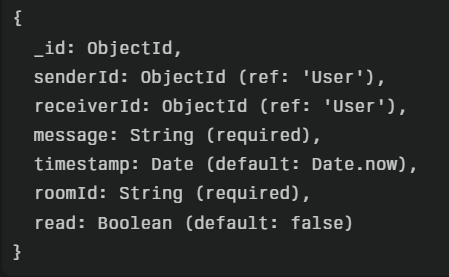 {
  _id: ObjectId,
  senderId: ObjectId (ref: 'User'),
  receiverId: ObjectId (ref: 'User'),
  message: String (required),
  timestamp: Date (default: Date.now),
  roomId: String (required),
  read: Boolean (default: false)
}